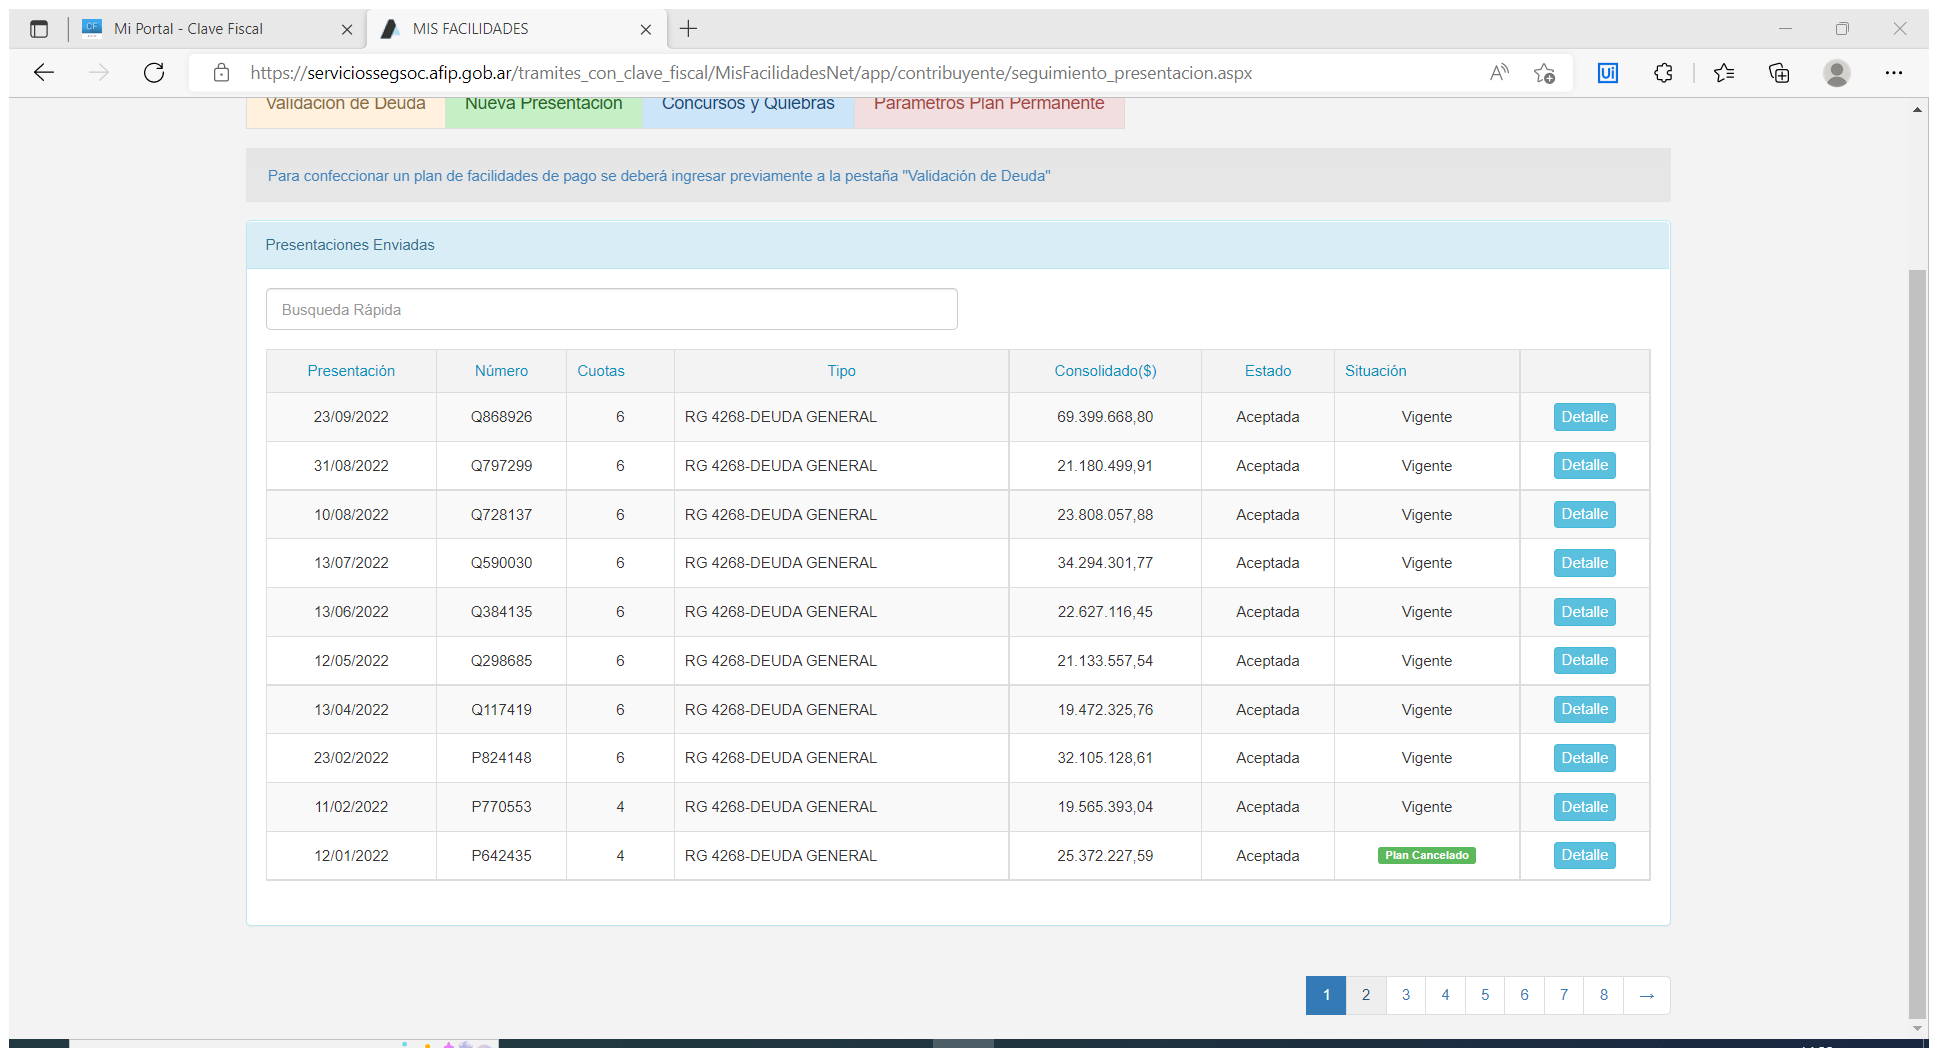 Mi Portal - Clave Fiscal
MIS FACILIDADES
https://serviciossegsoc.afip.gob.ar/tramites_con_clave_fiscal/MisFacilidadesNet/app/contribuyente/seguimiento_presentacion.aspx
Validación de Deuda Nueva Presentación Concursos y Quiebras Parámetros Plan Permanente
Para confeccionar un plan de facilidades de pago se deberá ingresar previamente a la pestaña "Validación de Deuda"
Presentaciones Enviadas
Busqueda Rápida
Presentación Número Cuotas Tipo Consolidado($) Estado Situación
23/09/2022 Q868926 6 RG 4268-DEUDA GENERAL 69.399.668,80 Aceptada Vigente Detalle
31/08/2022 Q797299 6 RG 4268-DEUDA GENERAL 21.180.499,91 Aceptada Vigente Detalle
10/08/2022 Q728137 6 RG 4268-DEUDA GENERAL 23.808.057,88 Aceptada Vigente Detalle
13/07/2022 Q590030 6 RG 4268-DEUDA GENERAL 34.294.301,77 Aceptada Vigente Detalle
13/06/2022 Q384135 6 RG 4268-DEUDA GENERAL 22.627.116,45 Aceptada Vigente Detalle
12/05/2022 Q298685 6 RG 4268-DEUDA GENERAL 21.133.557,54 Aceptada Vigente Detalle
13/04/2022 Q117419 6 RG 4268-DEUDA GENERAL 19.472.325,76 Aceptada Vigente Detalle
23/02/2022 P824148 6 RG 4268-DEUDA GENERAL 32.105.128,61 Aceptada Vigente Detalle
11/02/2022 P770553 4 RG 4268-DEUDA GENERAL 19.565.393,04 Aceptada Vigente Detalle
12/01/2022 P642435 4 RG 4268-DEUDA GENERAL 25.372.227,59 Aceptada Plan Cancelado Detalle
1 2 3 4 5 6 7 8 →